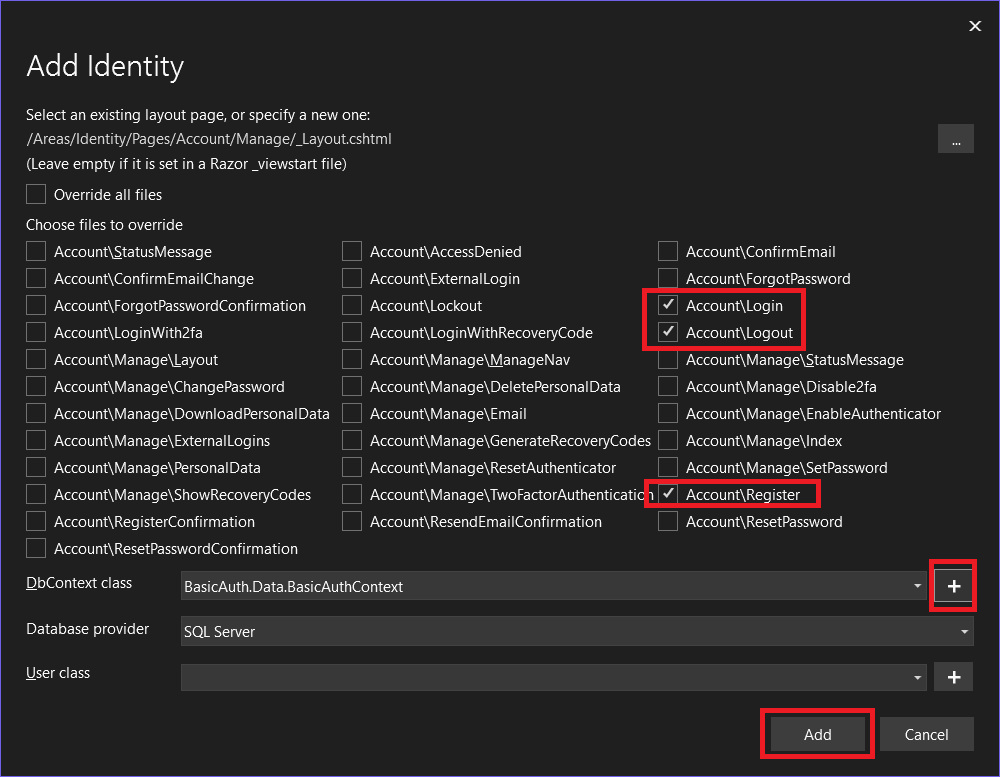 Add Identity
Select an existing layout page, or specify a new one:
/Areas/Identity/Pages/Account/Manage/_Layout.cshtml
...
(Leave empty if it is set in a Razor _viewstart file)
Override all files
Choose files to override
Account\StatusMessage Account\AccessDenied Account\ConfirmEmail
Account\ConfirmEmailChange Account\ExternalLogin Account\ForgotPassword
Account\ForgotPasswordConfirmation Account\Lockout Account\Login
Account\LoginWith2fa Account\LoginWithRecoveryCode Account\Logout
Account\Manage\Layout Account\Manage\ManageNav Account\Manage\StatusMessage
Account\Manage\ChangePassword Account\Manage\DeletePersonalData Account\Manage\Disable2fa
Account\Manage\DownloadPersonalData Account\Manage\Email Account\Manage\EnableAuthenticator
Account\Manage\ExternalLogins Account\Manage\GenerateRecoveryCodes Account\Manage\Index
Account\Manage\PersonalData Account\Manage\ResetAuthenticator Account\Manage\SetPassword
Account\Manage\ShowRecoveryCodes Account\Manage\TwoFactorAuthentication Account\Register
Account\RegisterConfirmation Account\ResendEmailConfirmation Account\ResetPassword
Account\ResetPasswordConfirmation
DbContext class BasicAuth.Data.BasicAuthContext +
Database provider SQL Server
User class +
Add Cancel